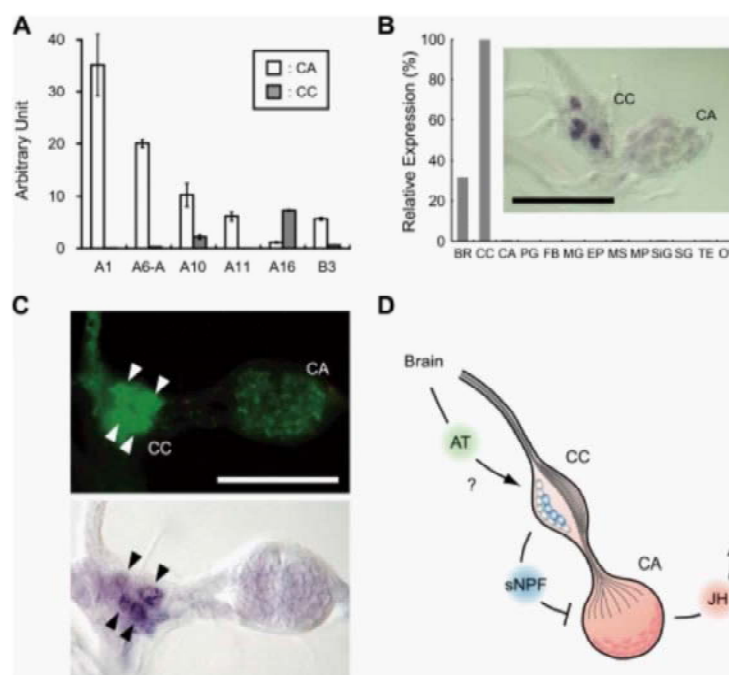 A
40
30
20
10
0
Arbitrary Unit
: CA
: CC
A1 A6-A A10 A11 A16 B3
B
100
80
60
40
20
0
Relative Expression (%)
CC
CA
BR CC CA PG FB MG EP MS MP SiG SG TE
C
CA
CC
D
Brain
AT
?
CC
sNPF
CA
JH